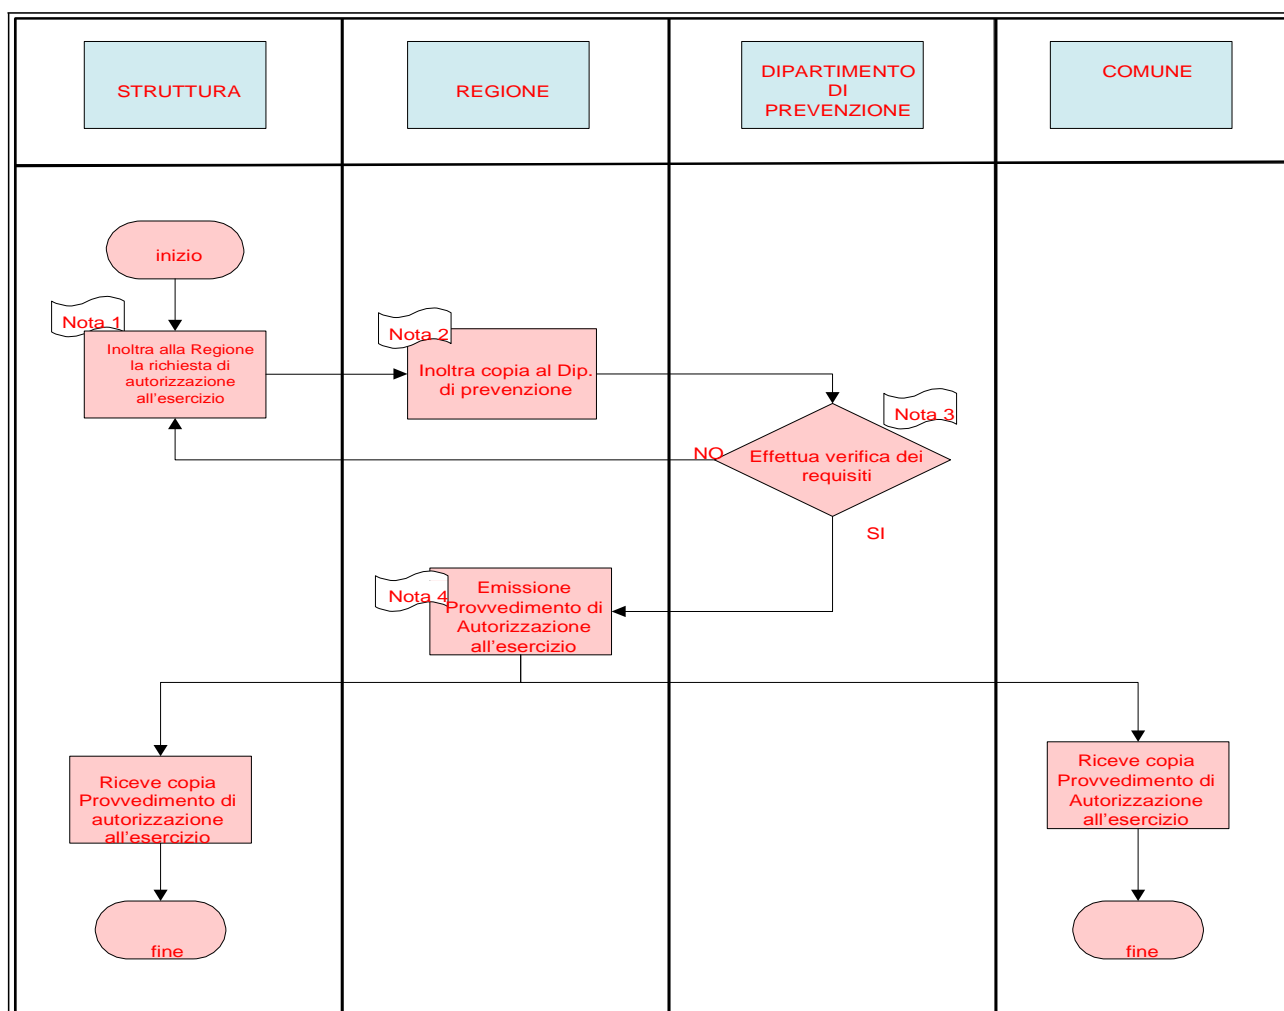 STRUTTURA
REGIONE
DIPARTIMENTO
DI
PREVENZIONE
COMUNE
inizio
Nota 1
Inoltra alla Regione
la richiesta di
autorizzazione
all'esercizio
Nota 2
Inoltra copia al Dip.
di prevenzione
Nota 3
NO
Effettua verifica dei
requisiti
SI
Nota 4
Emissione
Provvedimento di
Autorizzazione
all'esercizio
Riceve copia
Provvedimento di
autorizzazione
all'esercizio
Riceve copia
Provvedimento di
Autorizzazione
all'esercizio
fine
fine